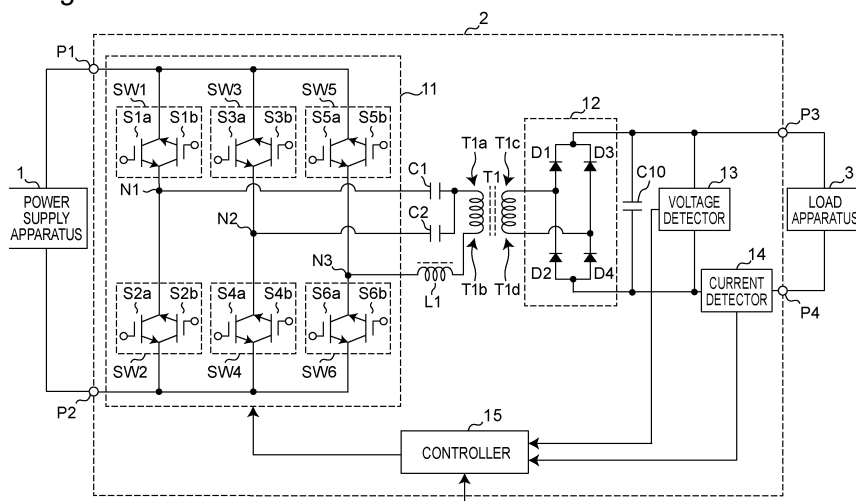 2
P1
SW1 SW3 SW5
11
S1a S1b S3a S3b S5a S5b
12
P3
T1a T1c
D1 D3
1
C1
T1
C10
13
3
POWER
SUPPLY
APPARATUS
N1
VOLTAGE
DETECTOR
LOAD
APPARATUS
N2
C2
N3
14
S2a S2b S4a S4b S6a S6b
L1
T1b T1d
D2 D4
CURRENT
DETECTOR
P4
SW2 SW4 SW6
P2
15
CONTROLLER